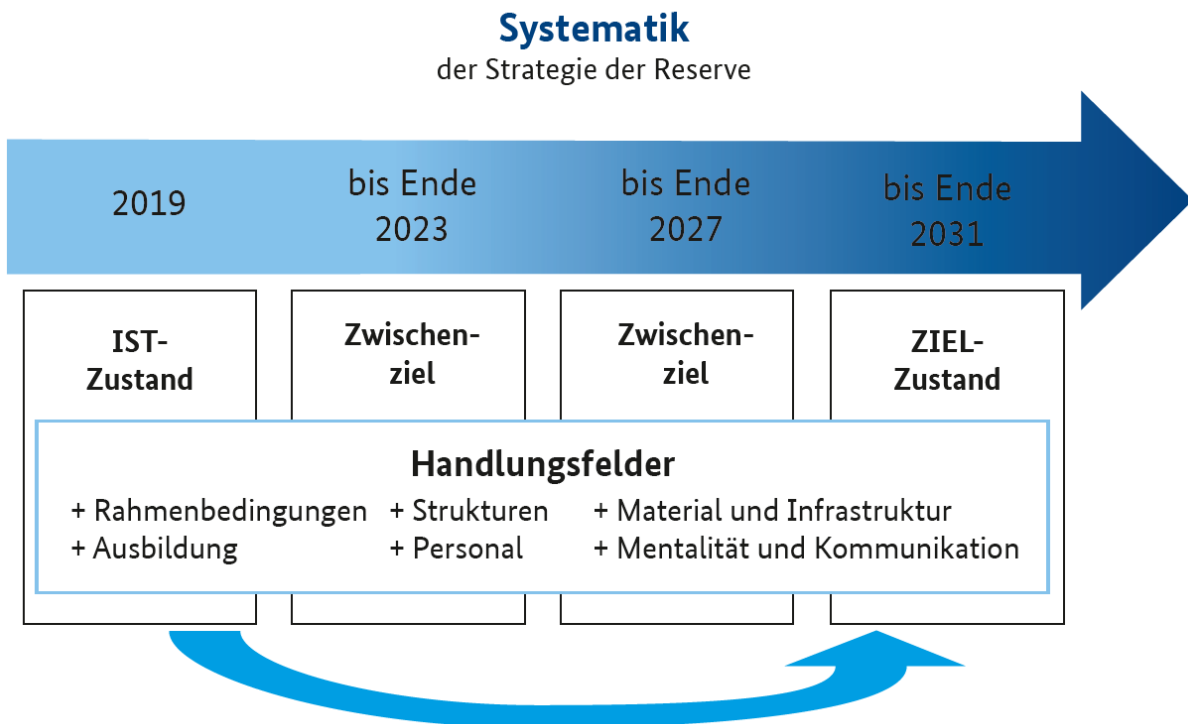 Systematik
der Strategie der Reserve
2019
bis Ende
2023
bis Ende
2027
bis Ende
2031
IST-
Zustand
Zwischen-
ziel
Zwischen-
ziel
ZIEL-
Zustand
Handlungsfelder
+ Rahmenbedingungen + Strukturen + Material und Infrastruktur
+ Ausbildung + Personal + Mentalität und Kommunikation